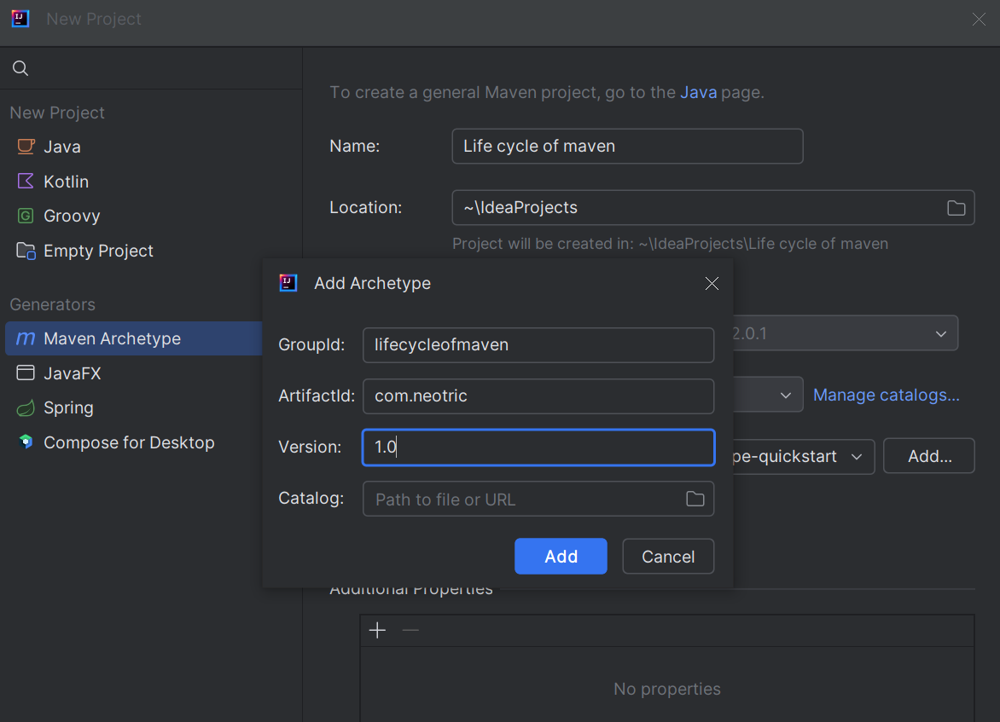 New Project
To create a general Maven project, go to the Java page.
New Project
Java
Name: Life cycle of maven
Kotlin
Location: ~\IdeaProjects
Groovy
Project will be created in: ~\IdeaProjects\Life cycle of maven
Empty Project
Add Archetype
Generators
2.0.1
Maven Archetype
GroupId: lifecycleofmaven
JavaFX
ArtifactId: com.neotric
Manage catalogs...
Spring
Version: 1.0
pe-quickstart
Add...
Compose for Desktop
Catalog: Path to file or URL
Add
Cancel
Additional Properties
No properties